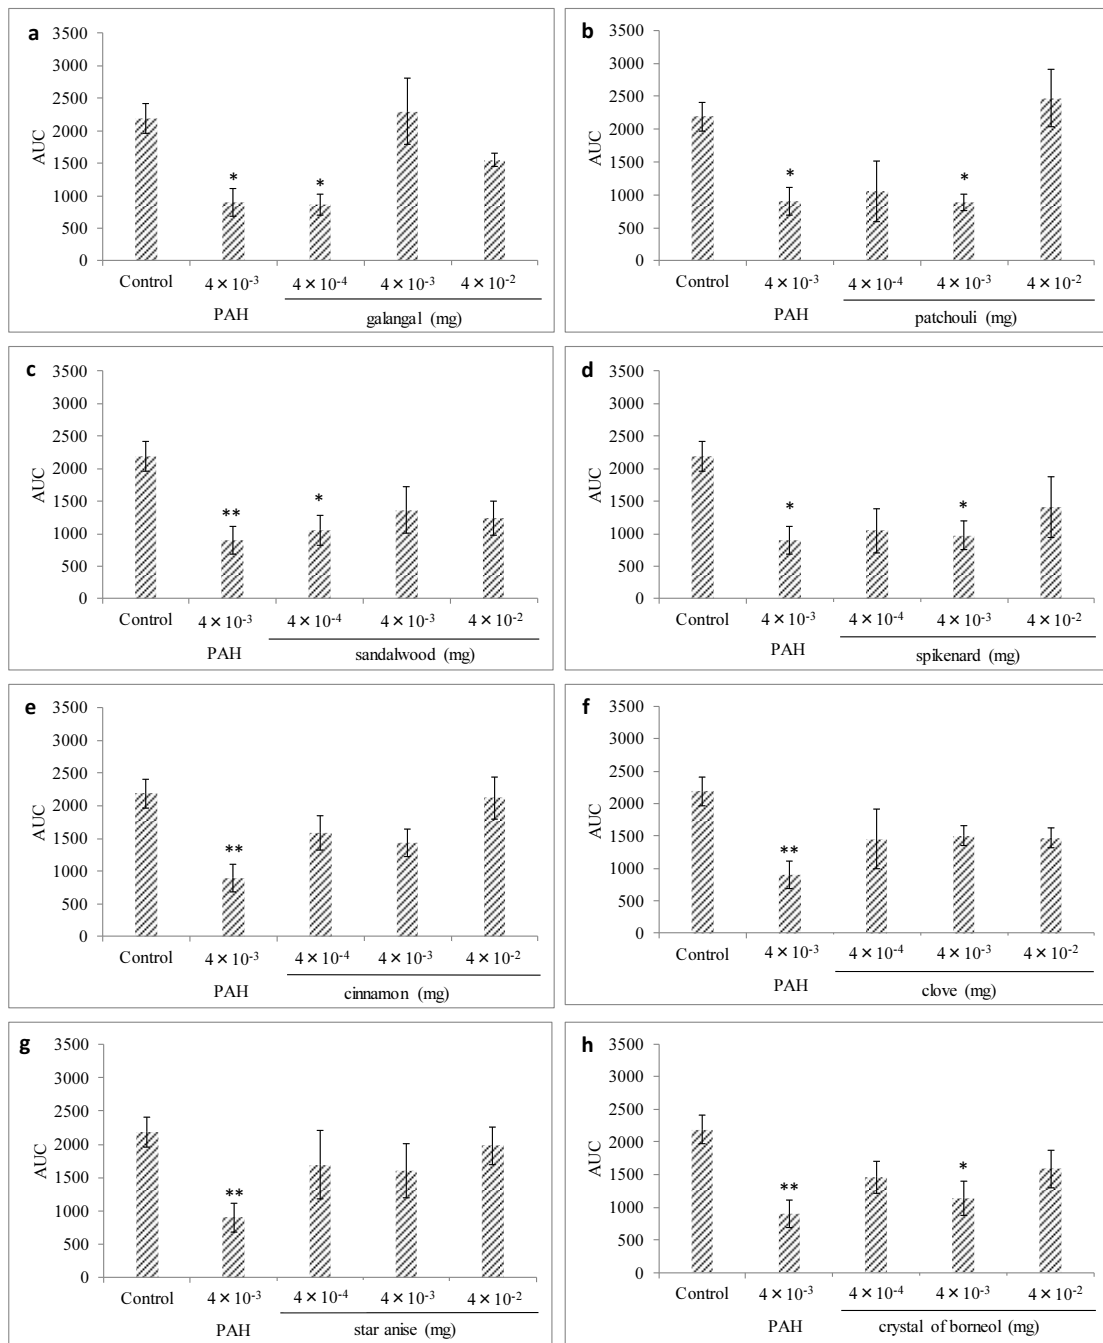 a
3500
3000
2500
2000
1500
1000
500
0
AUC
*
*
Control
4 × 10-3
4 × 10-4
4 × 10-3
4 × 10-2
PAH
galangal (mg)
b
3500
3000
2500
2000
1500
1000
500
0
AUC
*
*
Control
4 × 10-3
4 × 10-4
4 × 10-3
4 × 10-2
PAH
patchouli (mg)
c
3500
3000
2500
2000
1500
1000
500
0
AUC
**
*
Control
4 × 10-3
4 × 10-4
4 × 10-3
4 × 10-2
PAH
sandalwood (mg)
d
3500
3000
2500
2000
1500
1000
500
0
AUC
*
*
Control
4 × 10-3
4 × 10-4
4 × 10-3
4 × 10-2
PAH
spikenard (mg)
e
3500
3000
2500
2000
1500
1000
500
0
AUC
**
Control
4 × 10-3
4 × 10-4
4 × 10-3
4 × 10-2
PAH
cinnamon (mg)
f
3500
3000
2500
2000
1500
1000
500
0
AUC
**
Control
4 × 10-3
4 × 10-4
4 × 10-3
4 × 10-2
PAH
clove (mg)
g
3500
3000
2500
2000
1500
1000
500
0
AUC
**
Control
4 × 10-3
4 × 10-4
4 × 10-3
4 × 10-2
PAH
star anise (mg)
h
3500
3000
2500
2000
1500
1000
500
0
AUC
**
*
Control
4 × 10-3
4 × 10-4
4 × 10-3
4 × 10-2
PAH
crystal of borneol (mg)